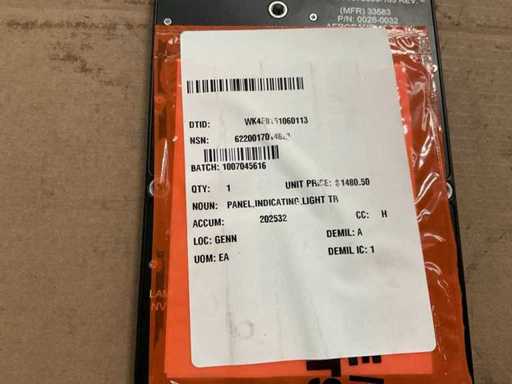 (MFR) 33583
P/N: 0028-0032
DTID:
NSN:
BATCH: 1007045616
QTY: 1 UNIT PRICE: $1480.50
NOUN: PANEL,INDICATING,LIGHT TR
ACCUM: 202532 CC: H
LOC: GENN DEMIL: A
UOM: EA DEMIL IC: 1